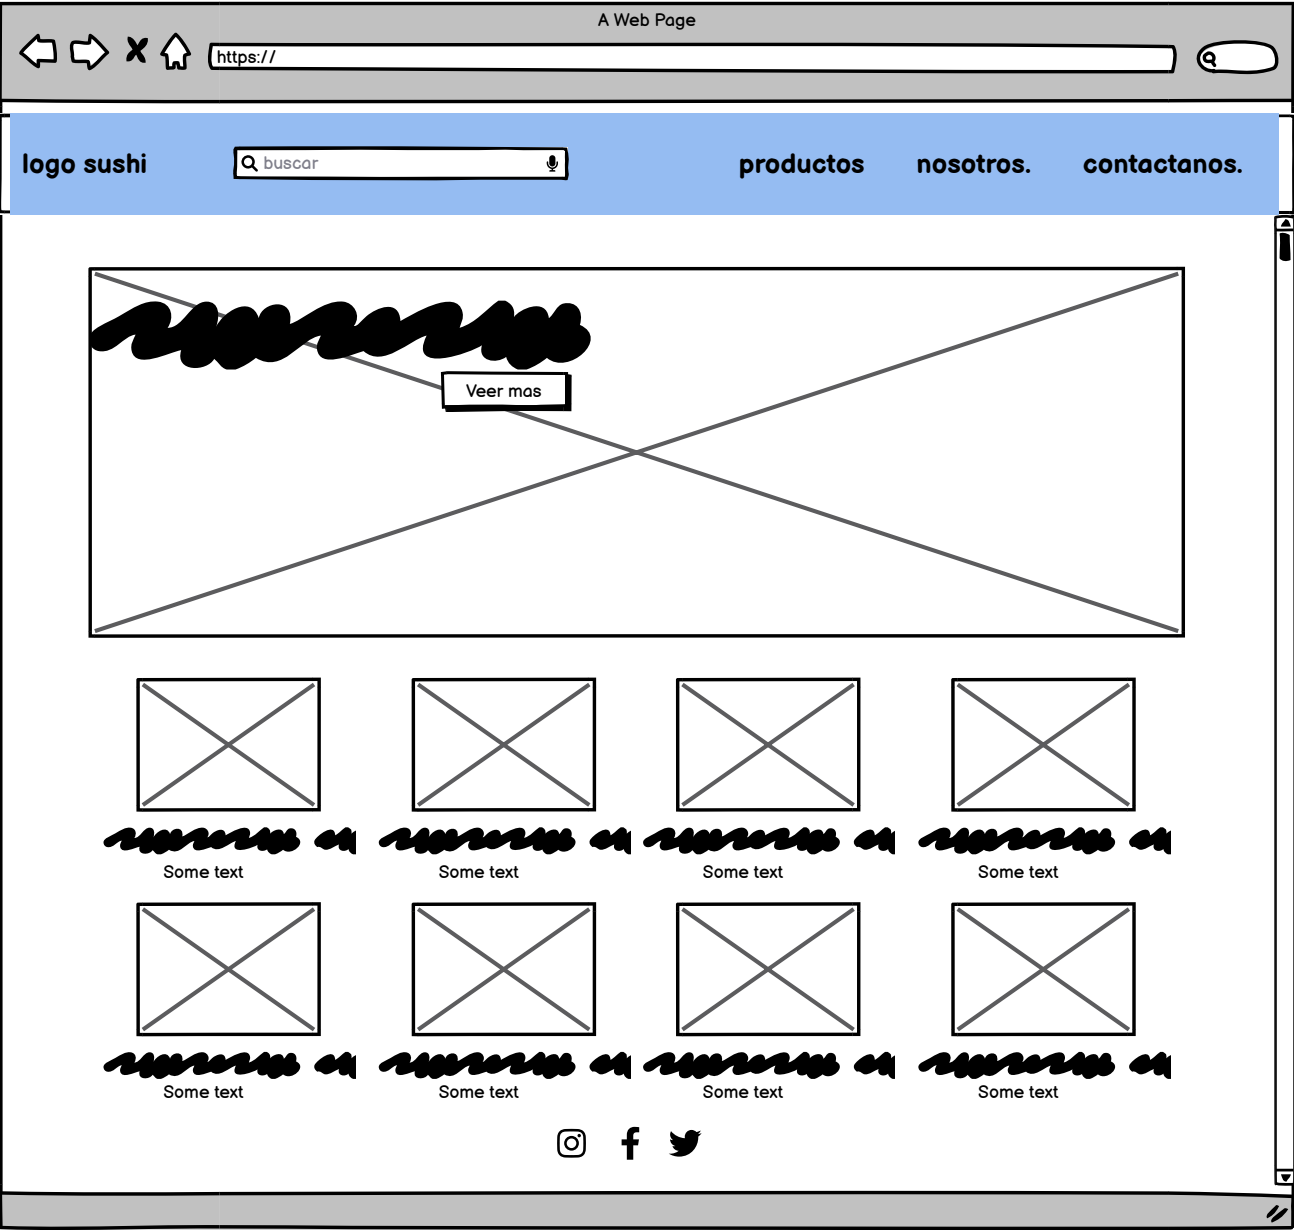 A Web Page
https://
logo sushi buscar productos nosotros. contactanos.
Veer mas
Some text Some text Some text Some text
Some text Some text Some text Some text